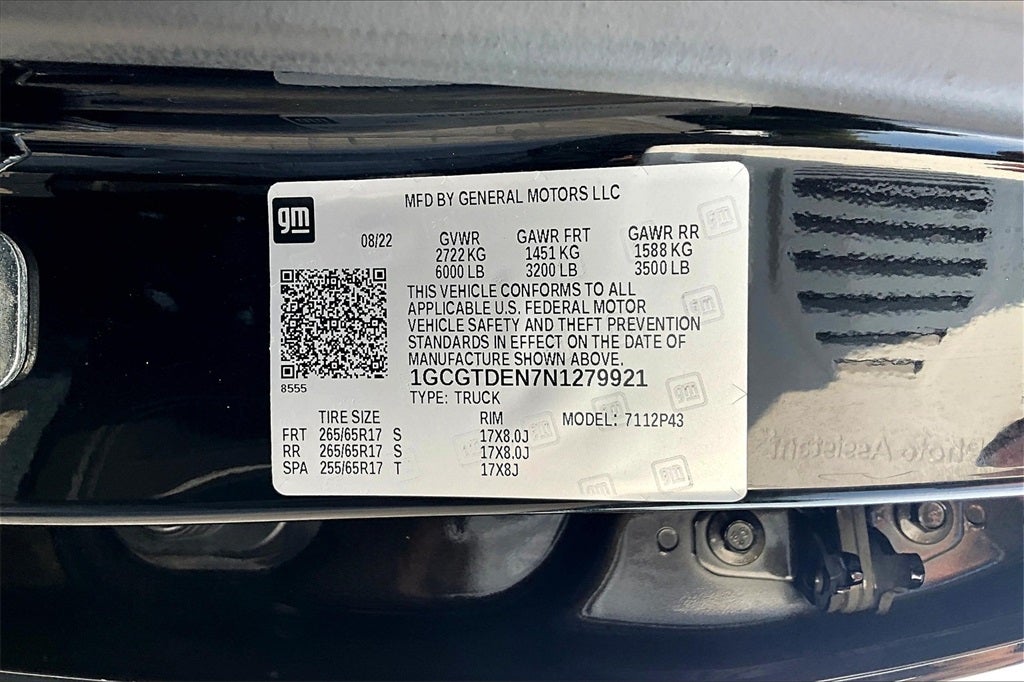 gm
MFD BY GENERAL MOTORS LLC
08/22
GVWR GAWR FRT GAWR RR
2722 KG 1451 KG 1588 KG
6000 LB 3200 LB 3500 LB
THIS VEHICLE CONFORMS TO ALL
APPLICABLE U.S. FEDERAL MOTOR
VEHICLE SAFETY AND THEFT PREVENTION
STANDARDS IN EFFECT ON THE DATE OF
MANUFACTURE SHOWN ABOVE.
8555
1GCGTDEN7N1279921
TYPE: TRUCK
TIRE SIZE RIM MODEL: 7112P43
FRT 265/65R17 S 17X8.0J
RR 265/65R17 S 17X8.0J
SPA 255/65R17 T 17X8J
Photo Assistant